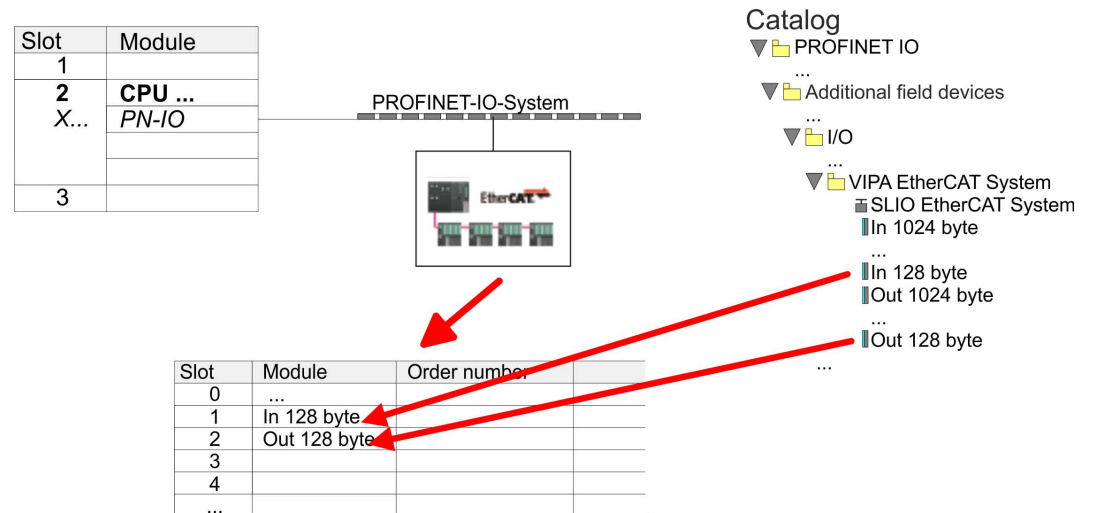 Catalog
PROFINET IO
...
Additional field devices
...
I/O
...
VIPA EtherCAT System
SLIO EtherCAT System
In 1024 byte
...
In 128 byte
Out 1024 byte
...
Out 128 byte
...
Slot Module
1
2 CPU ...
X... PN-IO
3
PROFINET-IO-System
EtherCAT
Slot Module Order number
0 ...
1 In 128 byte
2 Out 128 byte
3
4
...